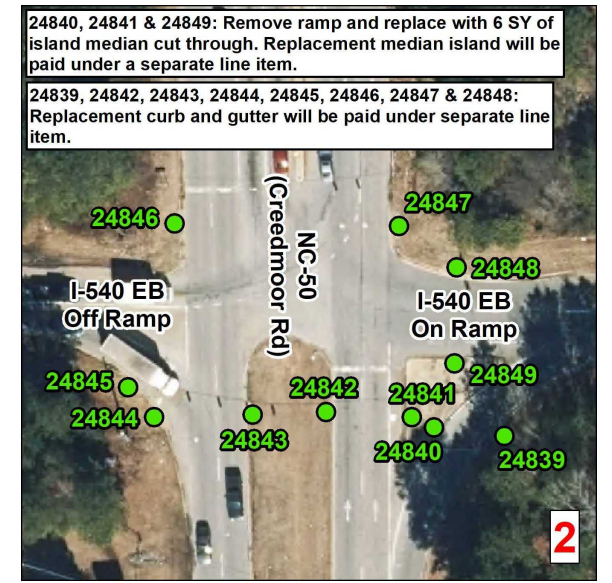 24840, 24841 & 24849: Remove ramp and replace with 6 SY of
island median cut through. Replacement median island will be
paid under a separate line item.
24839, 24842, 24843, 24844, 24845, 24846, 24847 & 24848:
Replacement curb and gutter will be paid under separate line
item.
24846
24847
NC-50
(Creedmoor Rd)
24848
I-540 EB
Off Ramp
I-540 EB
On Ramp
24849
24845
24842
24841
24844
24843
24840
24839
2